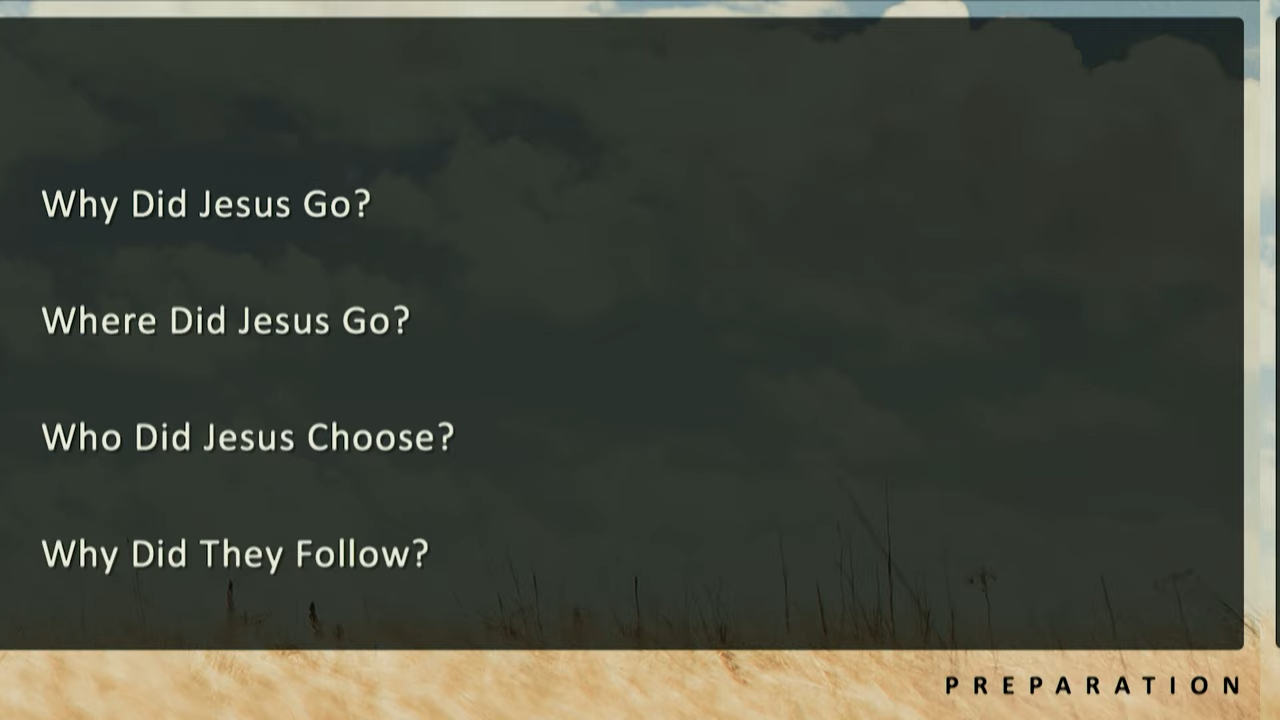 Why Did Jesus Go?
Where Did Jesus Go?
Who Did Jesus Choose?
Why Did They Follow?
PREPARATION